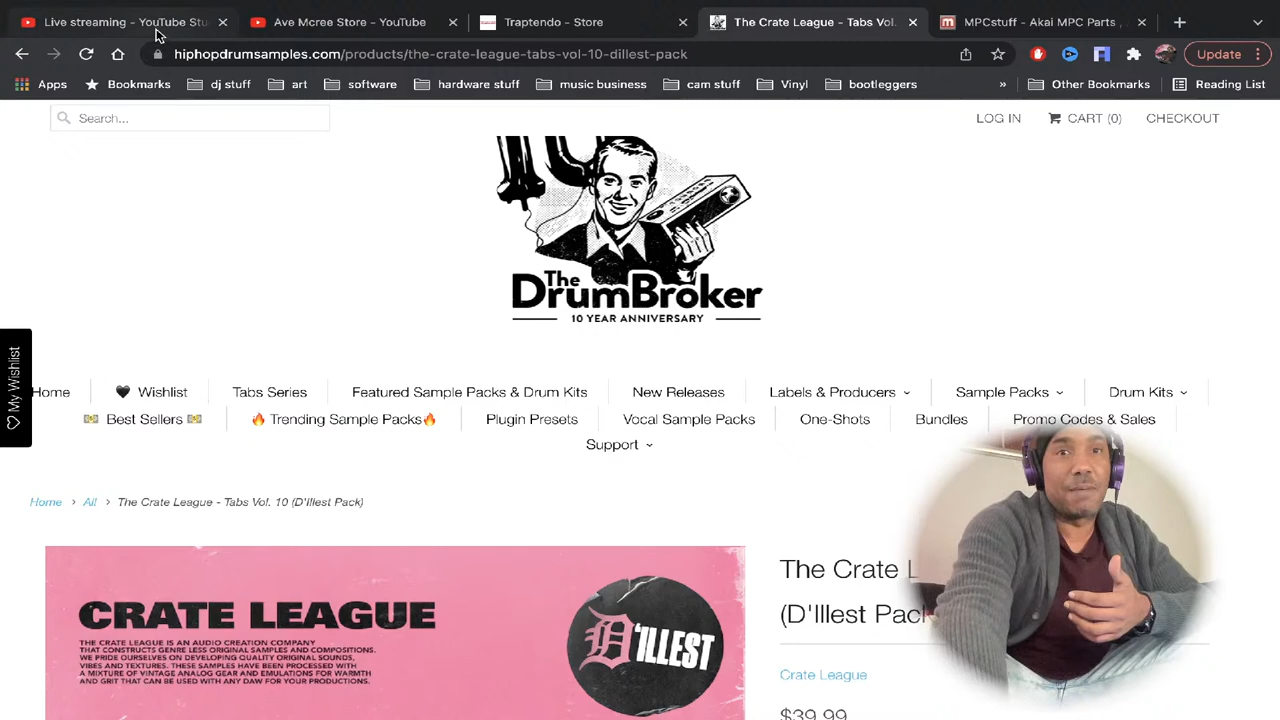 Live streaming - YouTube Stu
Ave Mcree Store - YouTube
Traptendo - Store
The Crate League - Tabs Vol.
MPCstuff - Akai MPC Parts ,
hiphopdrumsamples.com/products/the-crate-league-tabs-vol-10-dillest-pack
Update
Apps
Bookmarks
dj stuff
art
software
hardware stuff
music business
cam stuff
Vinyl
bootleggers
»
Other Bookmarks
Reading List
Search...
LOG IN
CART (0)
CHECKOUT
The
DrumBroker
10 YEAR ANNIVERSARY
My Wishlist
Home
Wishlist
Tabs Series
Featured Sample Packs & Drum Kits
New Releases
Labels & Producers
Sample Packs
Drum Kits
Best Sellers
Trending Sample Packs
Plugin Presets
Vocal Sample Packs
One-Shots
Bundles
Promo Codes & Sales
Support
Home > All > The Crate League - Tabs Vol. 10 (D'Illest Pack)
CRATE LEAGUE
THE CRATE LEAGUE IS AN AUDIO CREATION COMPANY
THAT CONSTRUCTS GENRE LESS ORIGINAL SAMPLES AND COMPOSITIONS.
WE PRIDE OURSELVES ON DEVELOPING QUALITY ORIGINAL SOUNDS,
VIBES AND TEXTURES. THESE SAMPLES HAVE BEEN PROCESSED WITH
A MIXTURE OF VINTAGE ANALOG GEAR AND EMULATIONS FOR WARMTH
AND GRIT THAT CAN BE USED WITH ANY DAW FOR YOUR PRODUCTIONS.
D'ILLEST
The Crate L
(D'Illest Pack
Crate League
$39.99